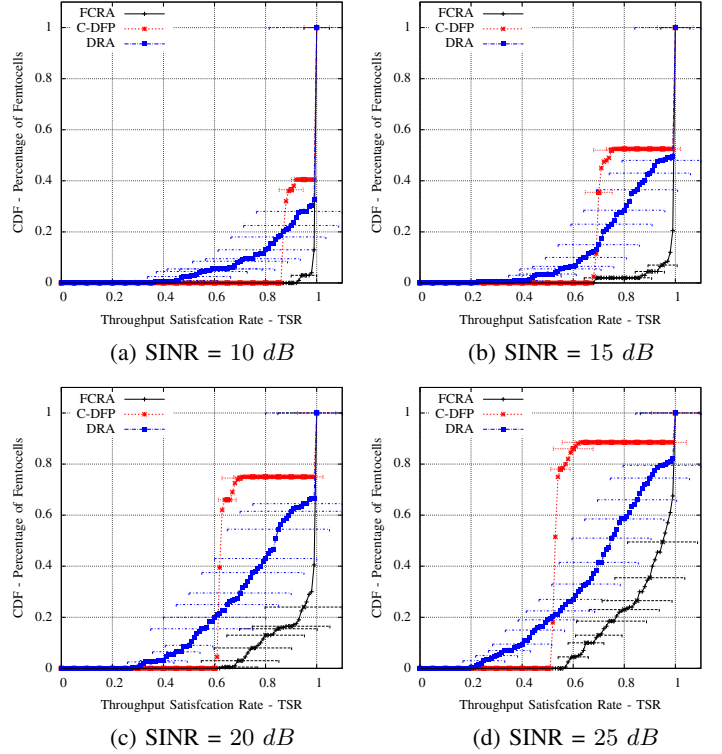 FCRA
C-DFP
DRA
CDF - Percentage of Femtocells
1
0.8
0.6
0.4
0.2
0
0 0.2 0.4 0.6 0.8 1
Throughput Satisfcation Rate - TSR
(a) SINR = 10 dB
FCRA
C-DFP
DRA
CDF - Percentage of Femtocells
1
0.8
0.6
0.4
0.2
0
0 0.2 0.4 0.6 0.8 1
Throughput Satisfcation Rate - TSR
(b) SINR = 15 dB
FCRA
C-DFP
DRA
CDF - Percentage of Femtocells
1
0.8
0.6
0.4
0.2
0
0 0.2 0.4 0.6 0.8 1
Throughput Satisfcation Rate - TSR
(c) SINR = 20 dB
FCRA
C-DFP
DRA
CDF - Percentage of Femtocells
1
0.8
0.6
0.4
0.2
0
0 0.2 0.4 0.6 0.8 1
Throughput Satisfcation Rate - TSR
(d) SINR = 25 dB